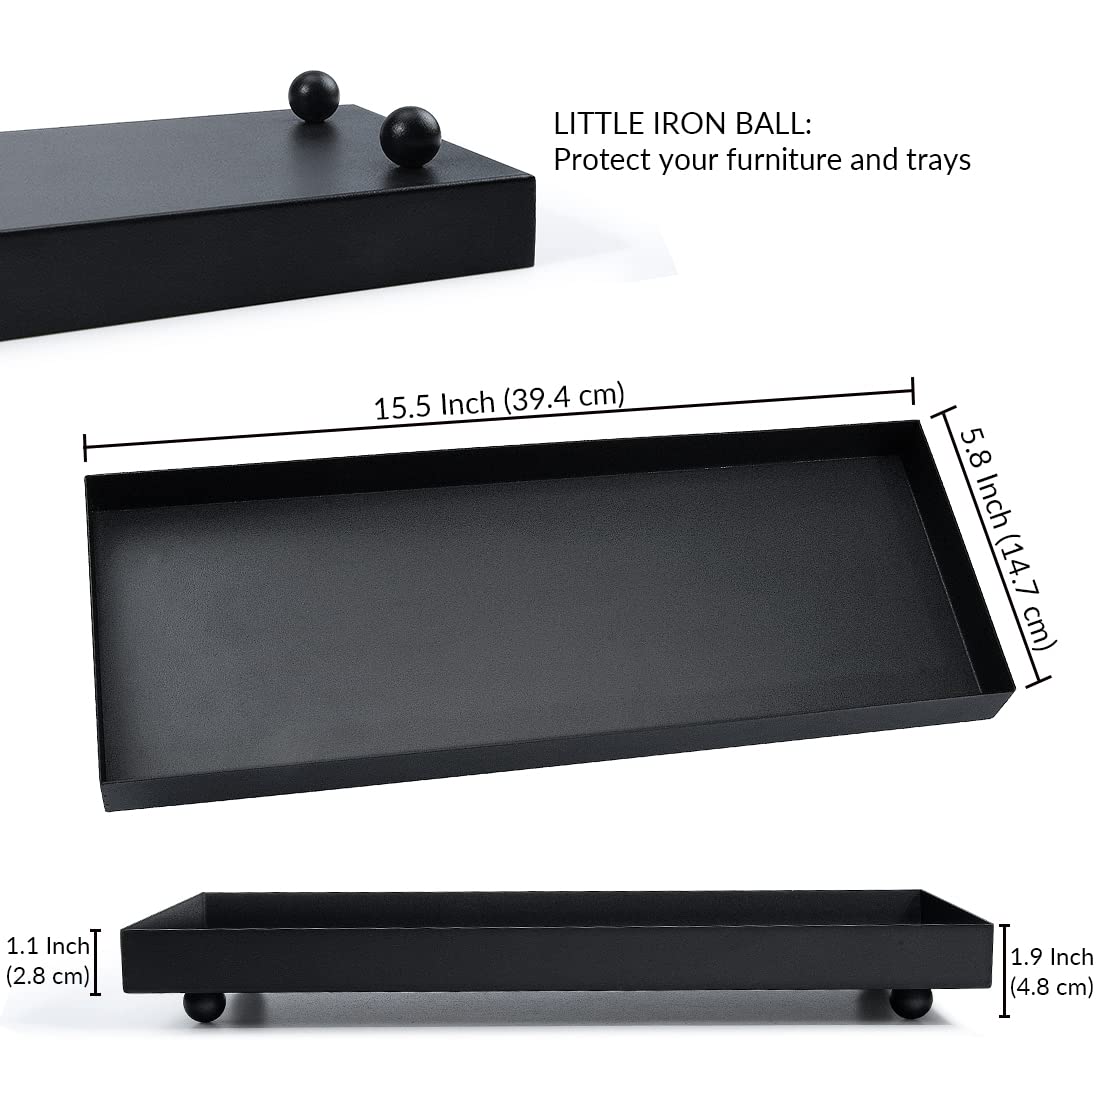 LITTLE IRON BALL:
Protect your furniture and trays
15.5 Inch (39.4 cm)
5.8 Inch (14.7 cm)
1.1 Inch
(2.8 cm)
1.9 Inch
(4.8 cm)